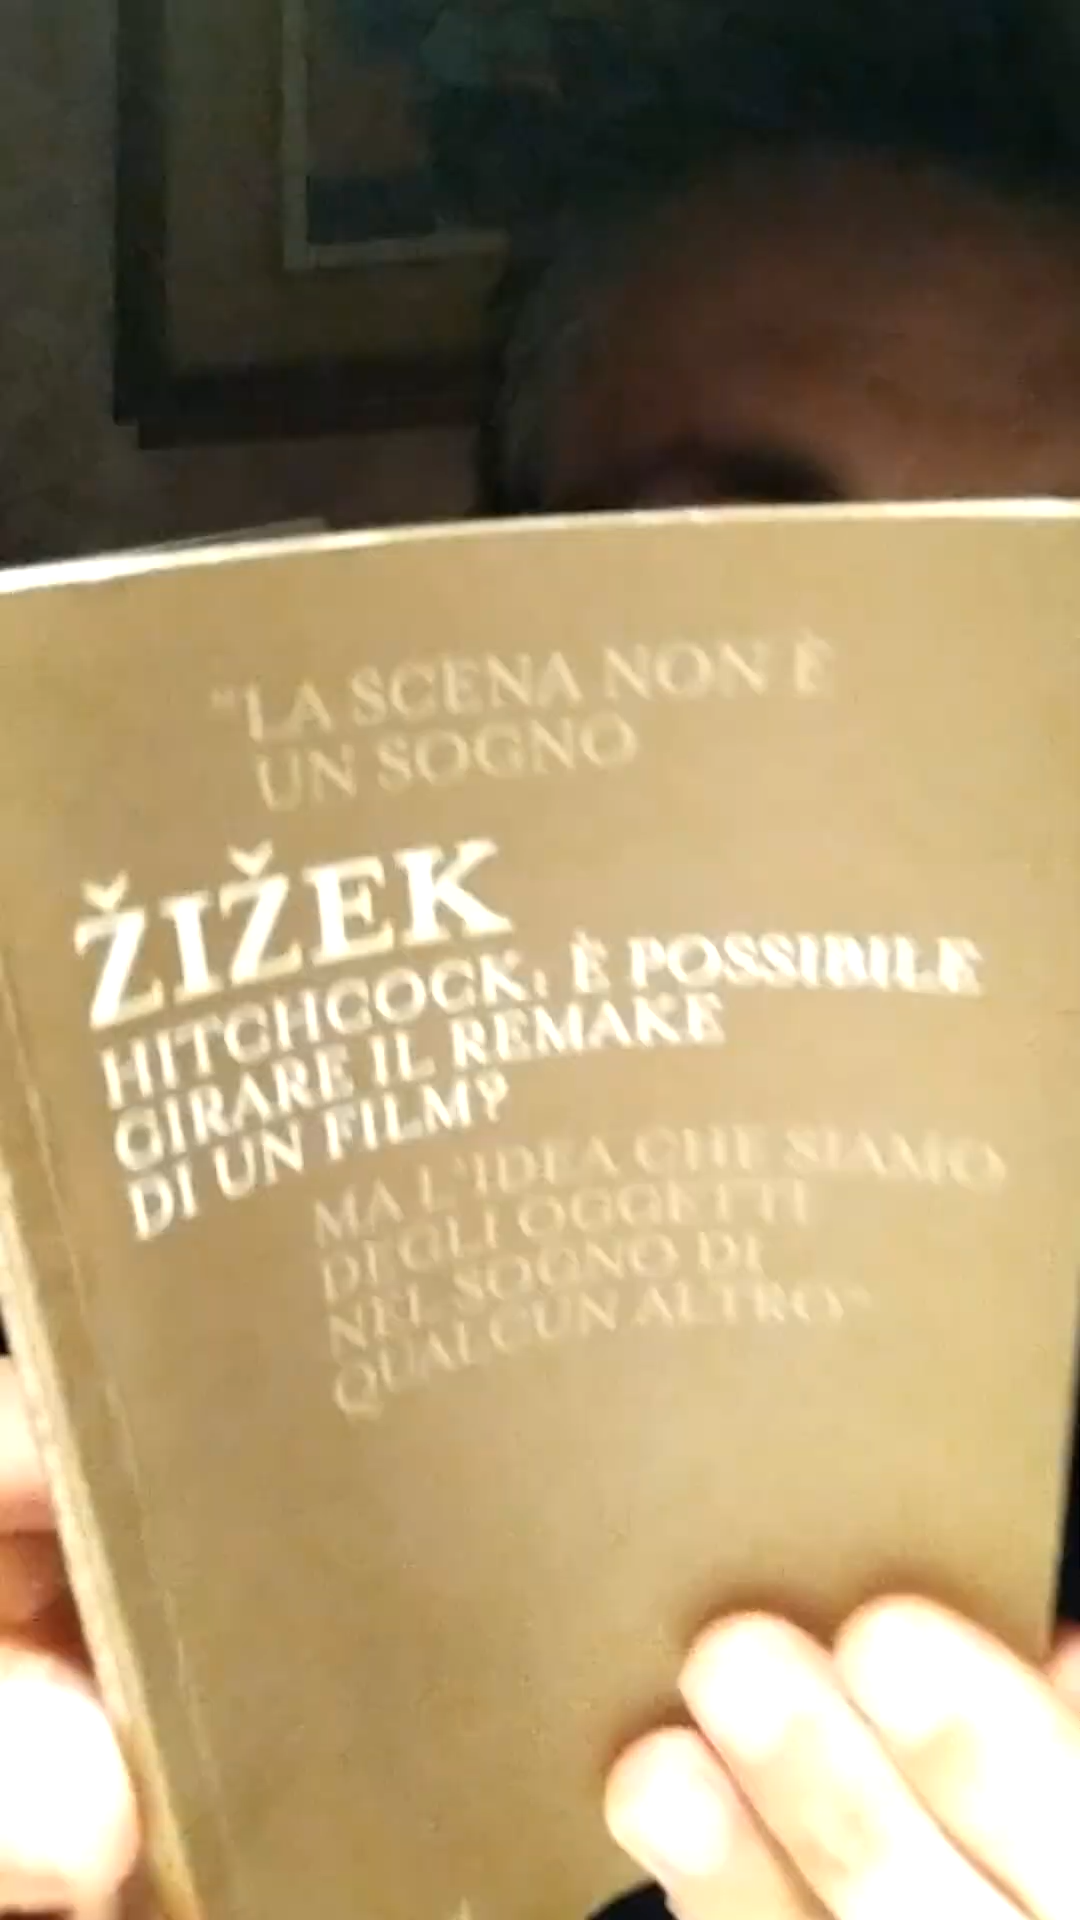 "LA SCENA NON È
UN SOGNO
ŽIŽEK
HITCHCOCK: È POSSIBILE
GIRARE IL REMAKE
DI UN FILM?
MA L'IDEA CHE SIAMO
DEGLI OGGETTI
NEL SOGNO DI
QUALCUN ALTRO"